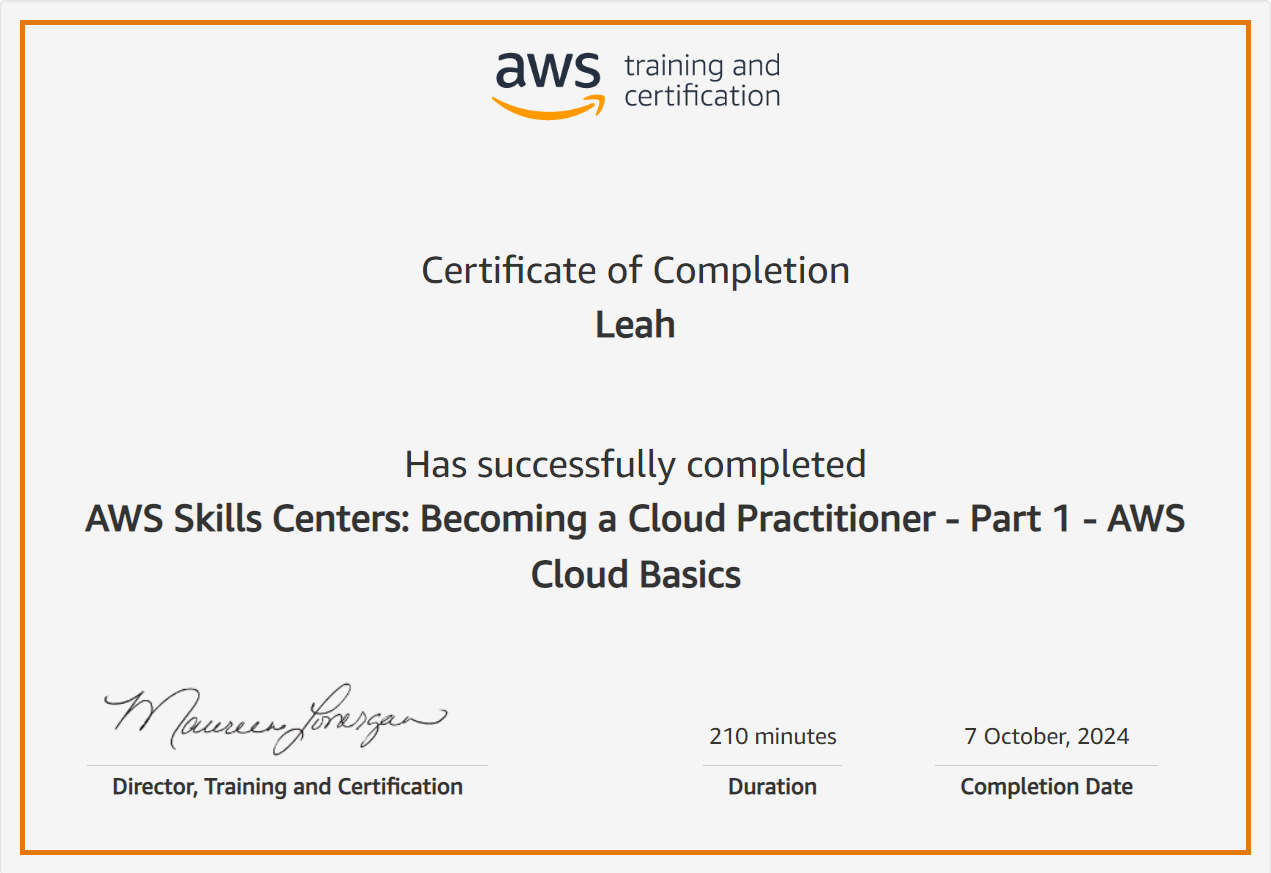 aws training and
certification
Certificate of Completion
Leah
Has successfully completed
AWS Skills Centers: Becoming a Cloud Practitioner - Part 1 - AWS
Cloud Basics
Maureen Lonergan
210 minutes
7 October, 2024
Director, Training and Certification
Duration
Completion Date